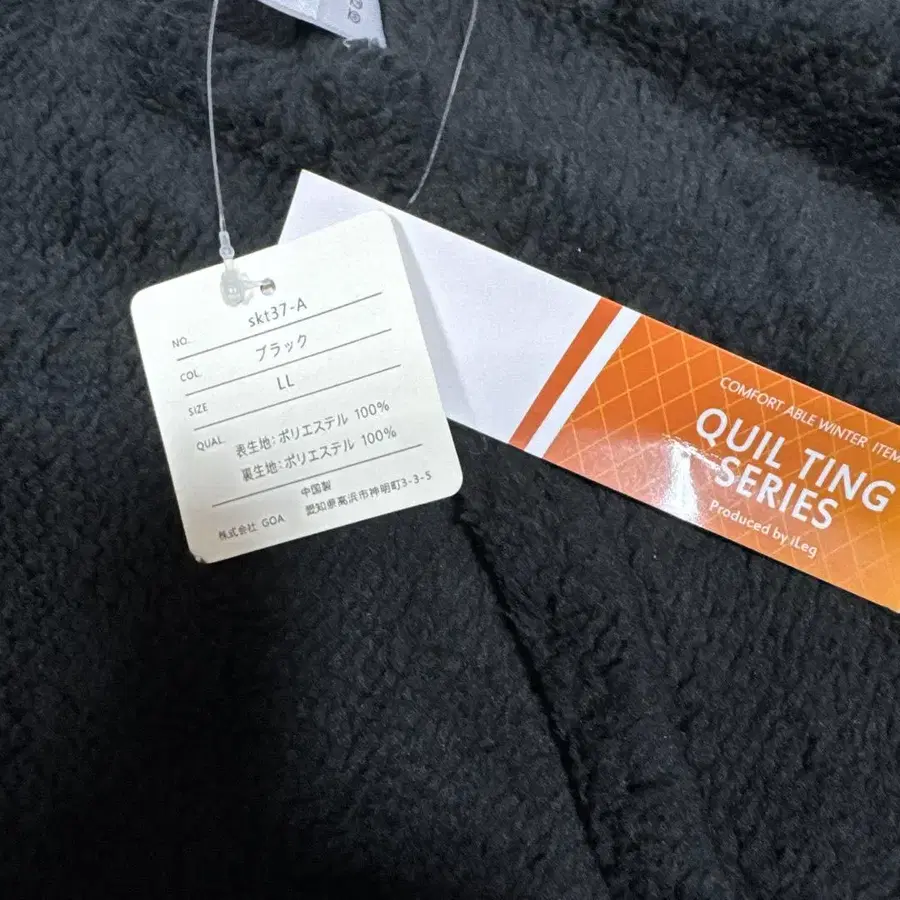 NO. skt37-A
COL. ブラック
SIZE LL
QUAL. 表生地:ポリエステル 100%
裏生地:ポリエステル 100%
中国製
株式会社 GOA 愛知県高浜市神明町3-3-5
COMFORT ABLE WINTER ITEM
QUIL TING
SERIES
Produced by iLeg